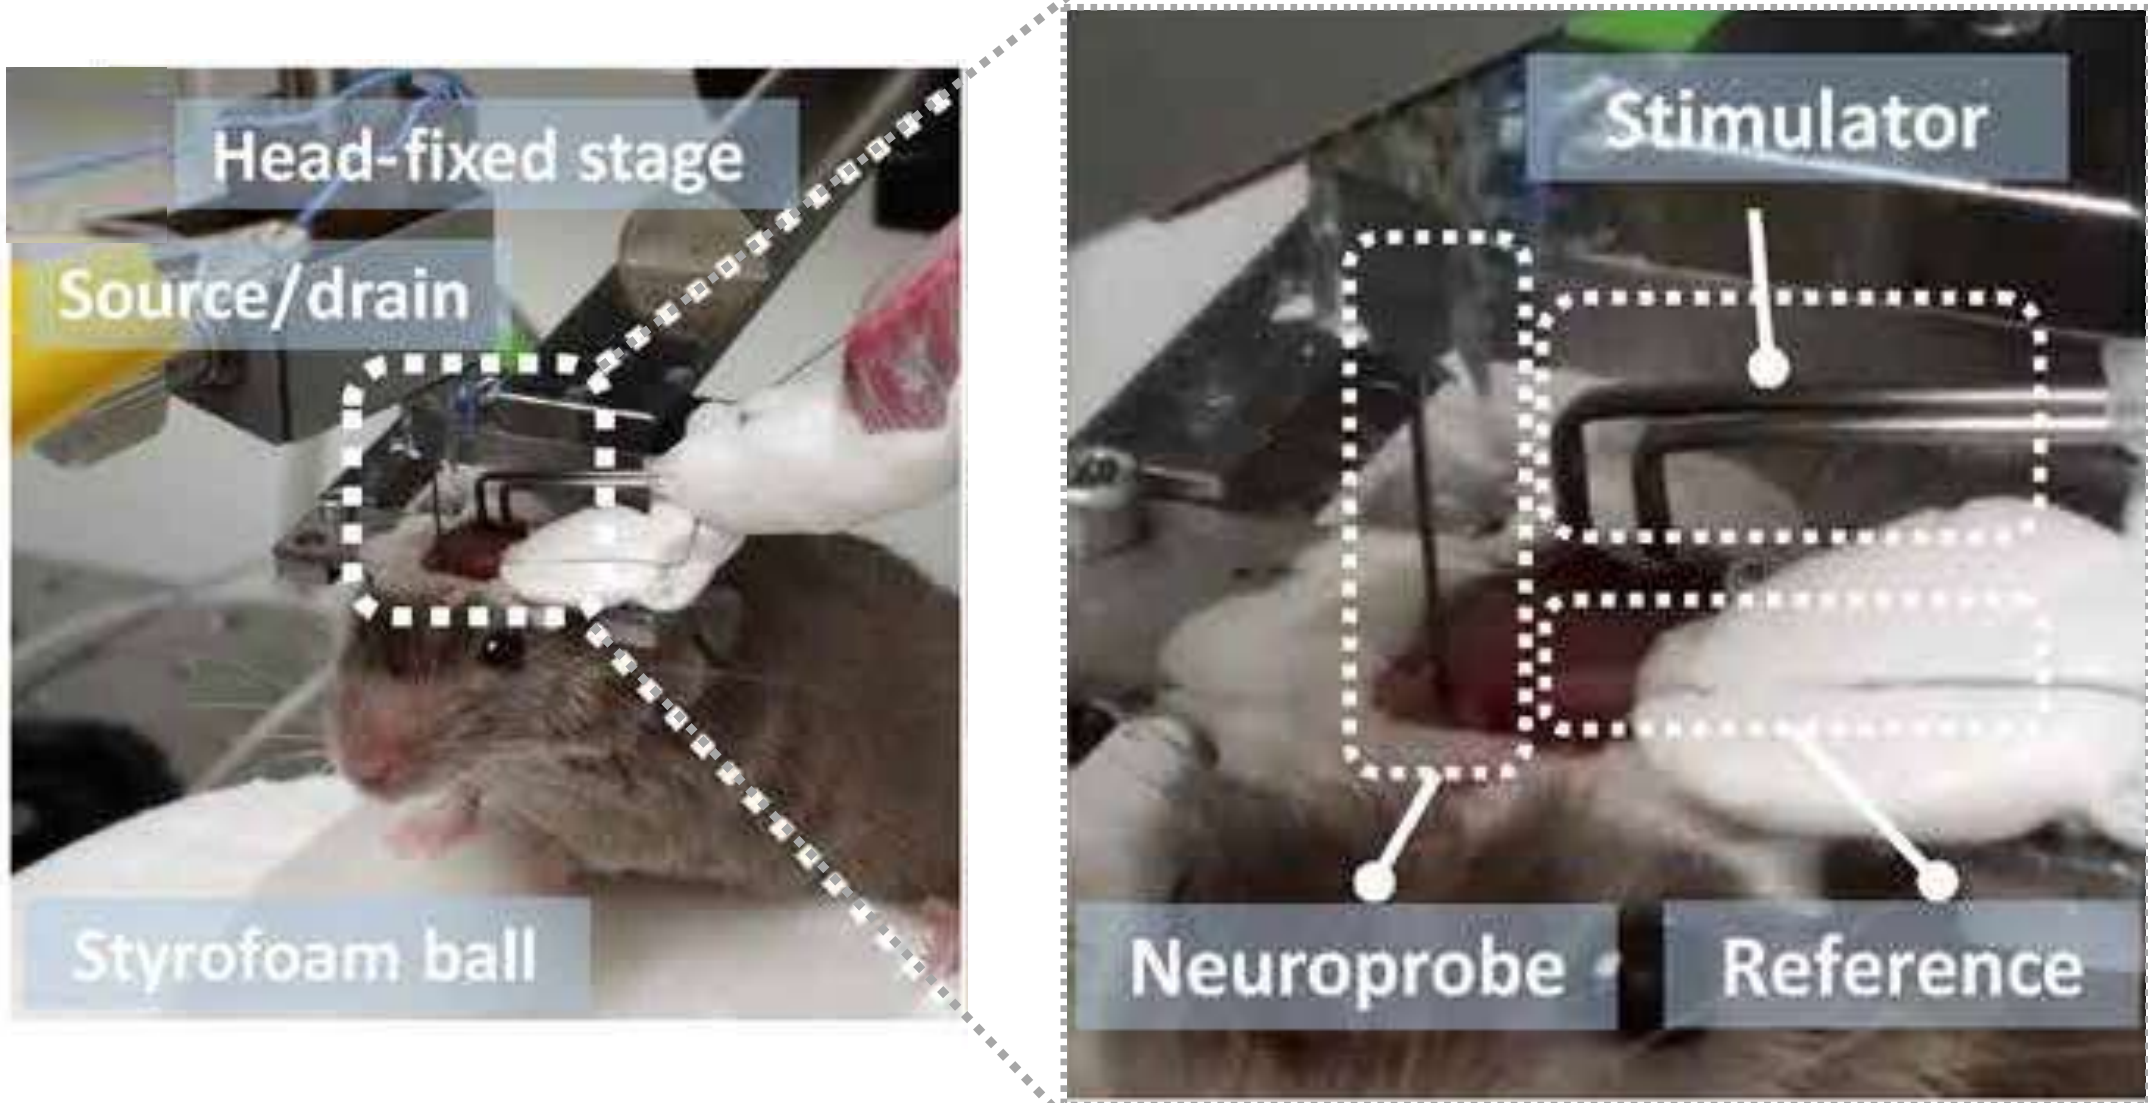 Head-fixed stage
Source/drain
Styrofoam ball
Stimulator
Neuroprobe
Reference